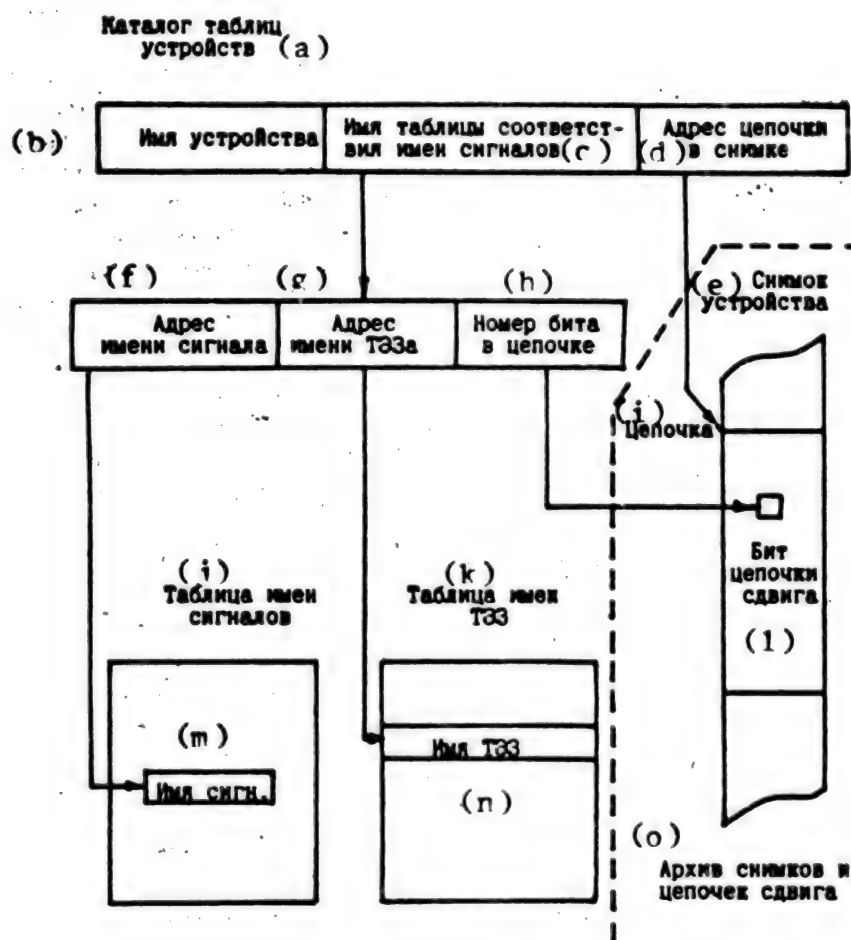 Каталог таблиц
устройств (a)
(b) Имя устройства
Имя таблицы соответст-
вия имен сигналов(c)
Адрес цепочки
(d) в снимке
(e) Снимок
устройства
(f) (g) (h)
Адрес
имени сигнала
Адрес
имени ТЭЗа
Номер бита
в цепочке
(i)
Цепочка
Бит
цепочки
сдвига
(l)
(j)
Таблица имен
сигналов
(k)
Таблица имен
ТЭЗ
(m)
Имя сигн.
Имя ТЭЗ
(n)
(o)
Архив снимков и
цепочек сдвига